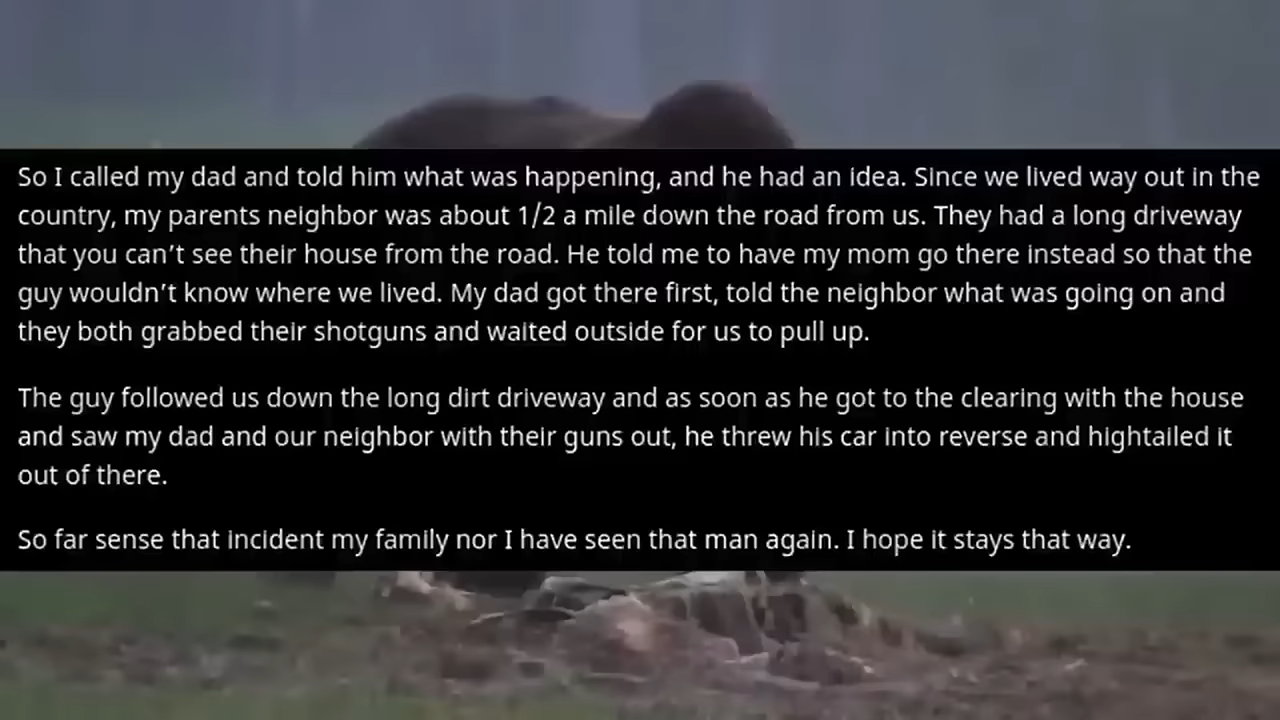 So I called my dad and told him what was happening, and he had an idea. Since we lived way out in the
country, my parents neighbor was about 1/2 a mile down the road from us. They had a long driveway
that you can’t see their house from the road. He told me to have my mom go there instead so that the
guy wouldn’t know where we lived. My dad got there first, told the neighbor what was going on and
they both grabbed their shotguns and waited outside for us to pull up.
The guy followed us down the long dirt driveway and as soon as he got to the clearing with the house
and saw my dad and our neighbor with their guns out, he threw his car into reverse and hightailed it
out of there.
So far sense that incident my family nor I have seen that man again. I hope it stays that way.